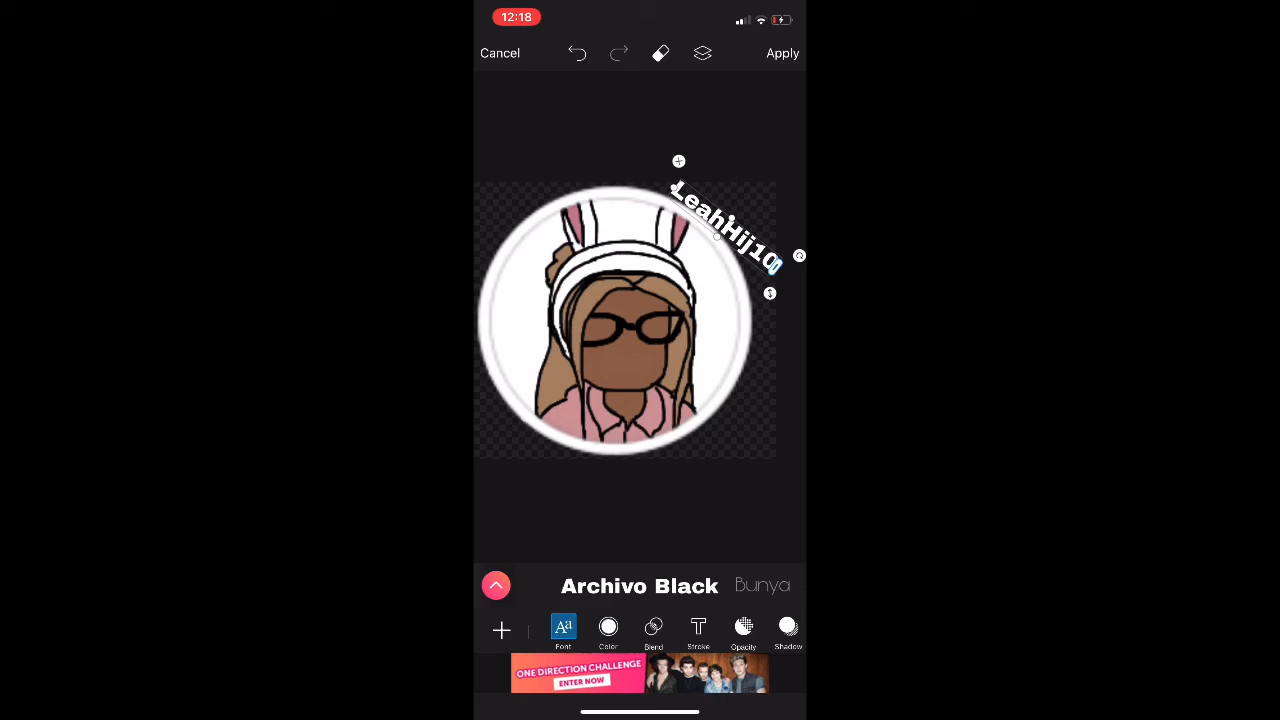 12:18
Cancel
Apply
LeahHij10
Archivo Black
Bunya
Aa
Font
Color
Blend
T
Stroke
Opacity
Shadow
ONE DIRECTION CHALLENGE
ENTER NOW